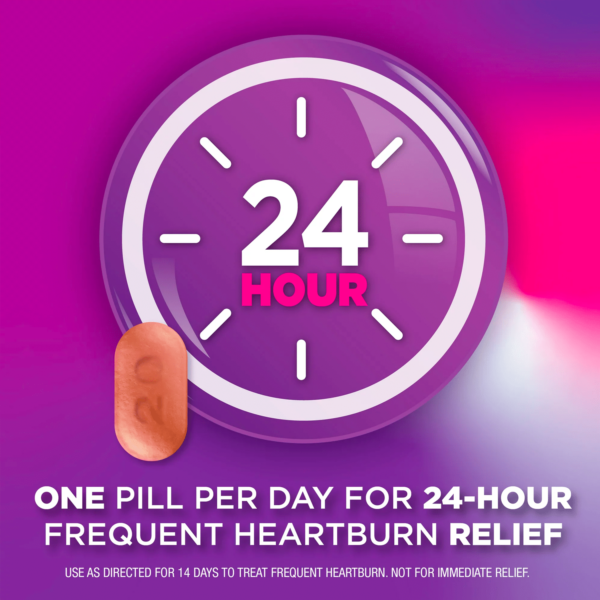 24
HOUR
20
ONE PILL PER DAY FOR 24-HOUR
FREQUENT HEARTBURN RELIEF
USE AS DIRECTED FOR 14 DAYS TO TREAT FREQUENT HEARTBURN. NOT FOR IMMEDIATE RELIEF.